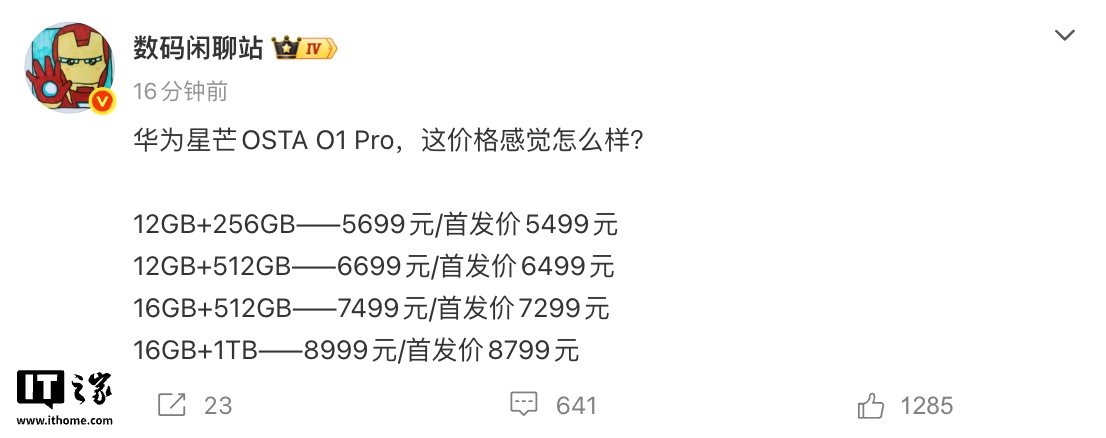 数码闲聊站 IV
16分钟前
华为星芒OSTA O1 Pro，这价格感觉怎么样？
12GB+256GB——5699元/首发价5499元
12GB+512GB——6699元/首发价6499元
16GB+512GB——7499元/首发价7299元
16GB+1TB——8999元/首发价8799元
IT之家
www.ithome.com
23 641 1285